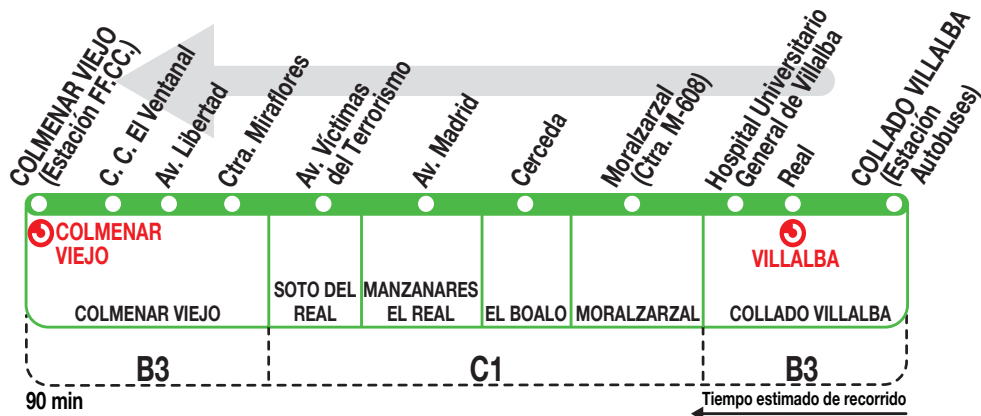 COLMENAR VIEJO
(Estación FF.CC.)
C. C. El Ventanal
Av. Libertad
Ctra. Miraflores
Av. Víctimas
del Terrorismo
Av. Madrid
Cerceda
Moralzarzal
(Ctra. M-608)
Hospital Universitario
General de Villalba
Real
COLLADO VILLALBA
(Estación
Autobuses)
COLMENAR
VIEJO
VILLALBA
COLMENAR VIEJO
SOTO DEL
REAL
MANZANARES
EL REAL
EL BOALO
MORALZARZAL
COLLADO VILLALBA
B3
C1
B3
90 min
Tiempo estimado de recorrido